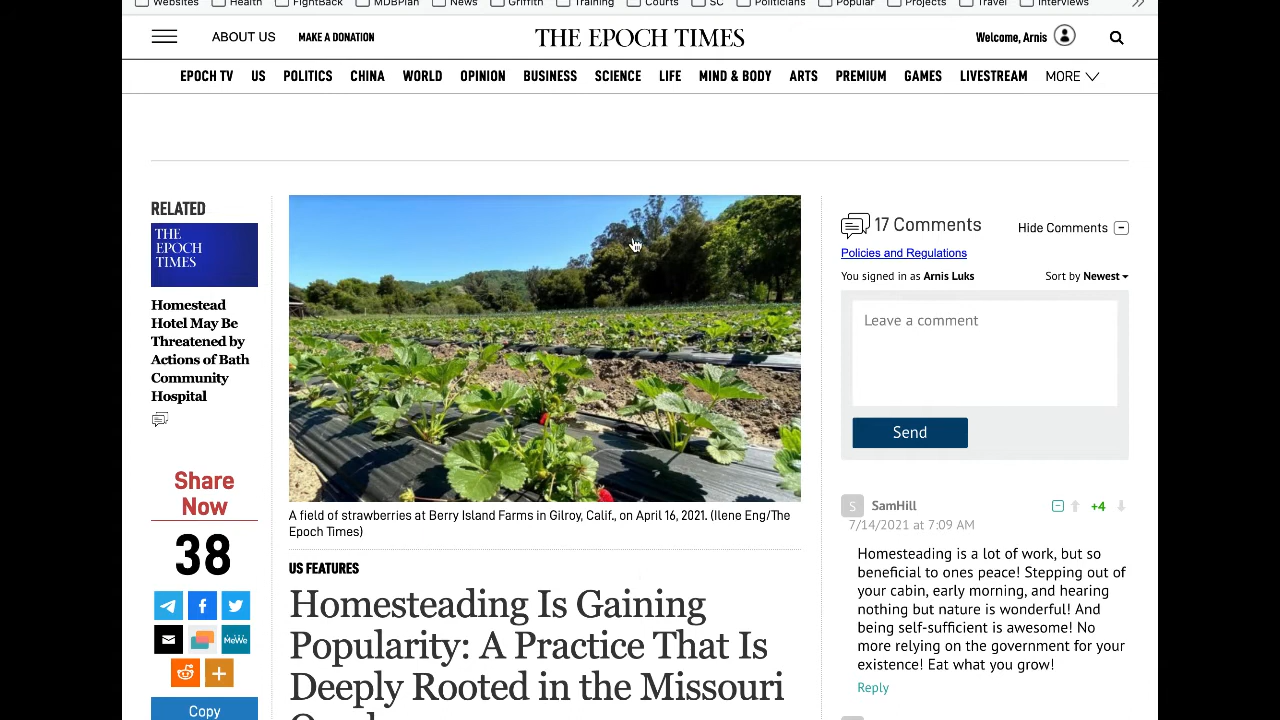 Websites Health FightBack MDBPlan News Griffith Training Courts SC Politicians Popular Projects Travel Interviews
ABOUT US MAKE A DONATION THE EPOCH TIMES Welcome, Arnis
EPOCH TV US POLITICS CHINA WORLD OPINION BUSINESS SCIENCE LIFE MIND & BODY ARTS PREMIUM GAMES LIVESTREAM MORE
RELATED
THE
EPOCH
TIMES
Homestead
Hotel May Be
Threatened by
Actions of Bath
Community
Hospital
Share
Now
38
MeWe
Copy
A field of strawberries at Berry Island Farms in Gilroy, Calif., on April 16, 2021. (Ilene Eng/The
Epoch Times)
US FEATURES
Homesteading Is Gaining
Popularity: A Practice That Is
Deeply Rooted in the Missouri
17 Comments Hide Comments
Policies and Regulations
You signed in as Arnis Luks Sort by Newest
Leave a comment
Send
S SamHill +4
7/14/2021 at 7:09 AM
Homesteading is a lot of work, but so
beneficial to ones peace! Stepping out of
your cabin, early morning, and hearing
nothing but nature is wonderful! And
being self-sufficient is awesome! No
more relying on the government for your
existence! Eat what you grow!
Reply